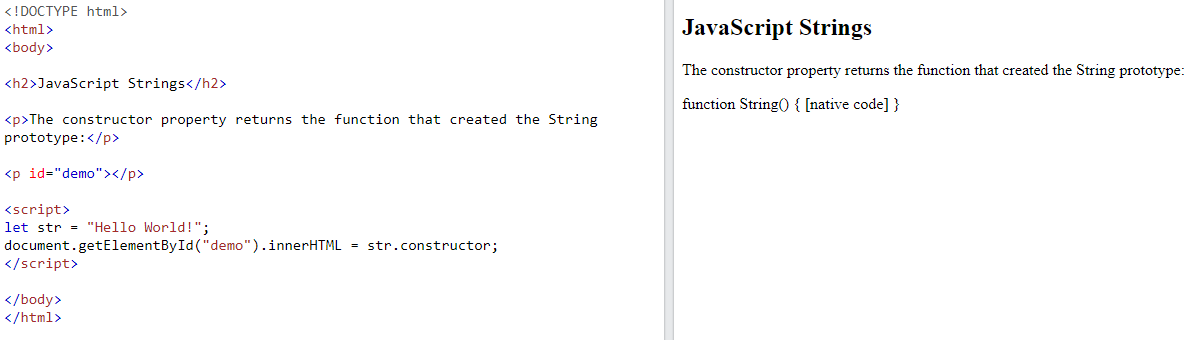 <!DOCTYPE html>
<html>
<body>
<h2>JavaScript Strings</h2>
<p>The constructor property returns the function that created the String
prototype:</p>
<p id="demo"></p>
<script>
let str = "Hello World!";
document.getElementById("demo").innerHTML = str.constructor;
</script>
</body>
</html>
JavaScript Strings
The constructor property returns the function that created the String prototype:
function String() { [native code] }